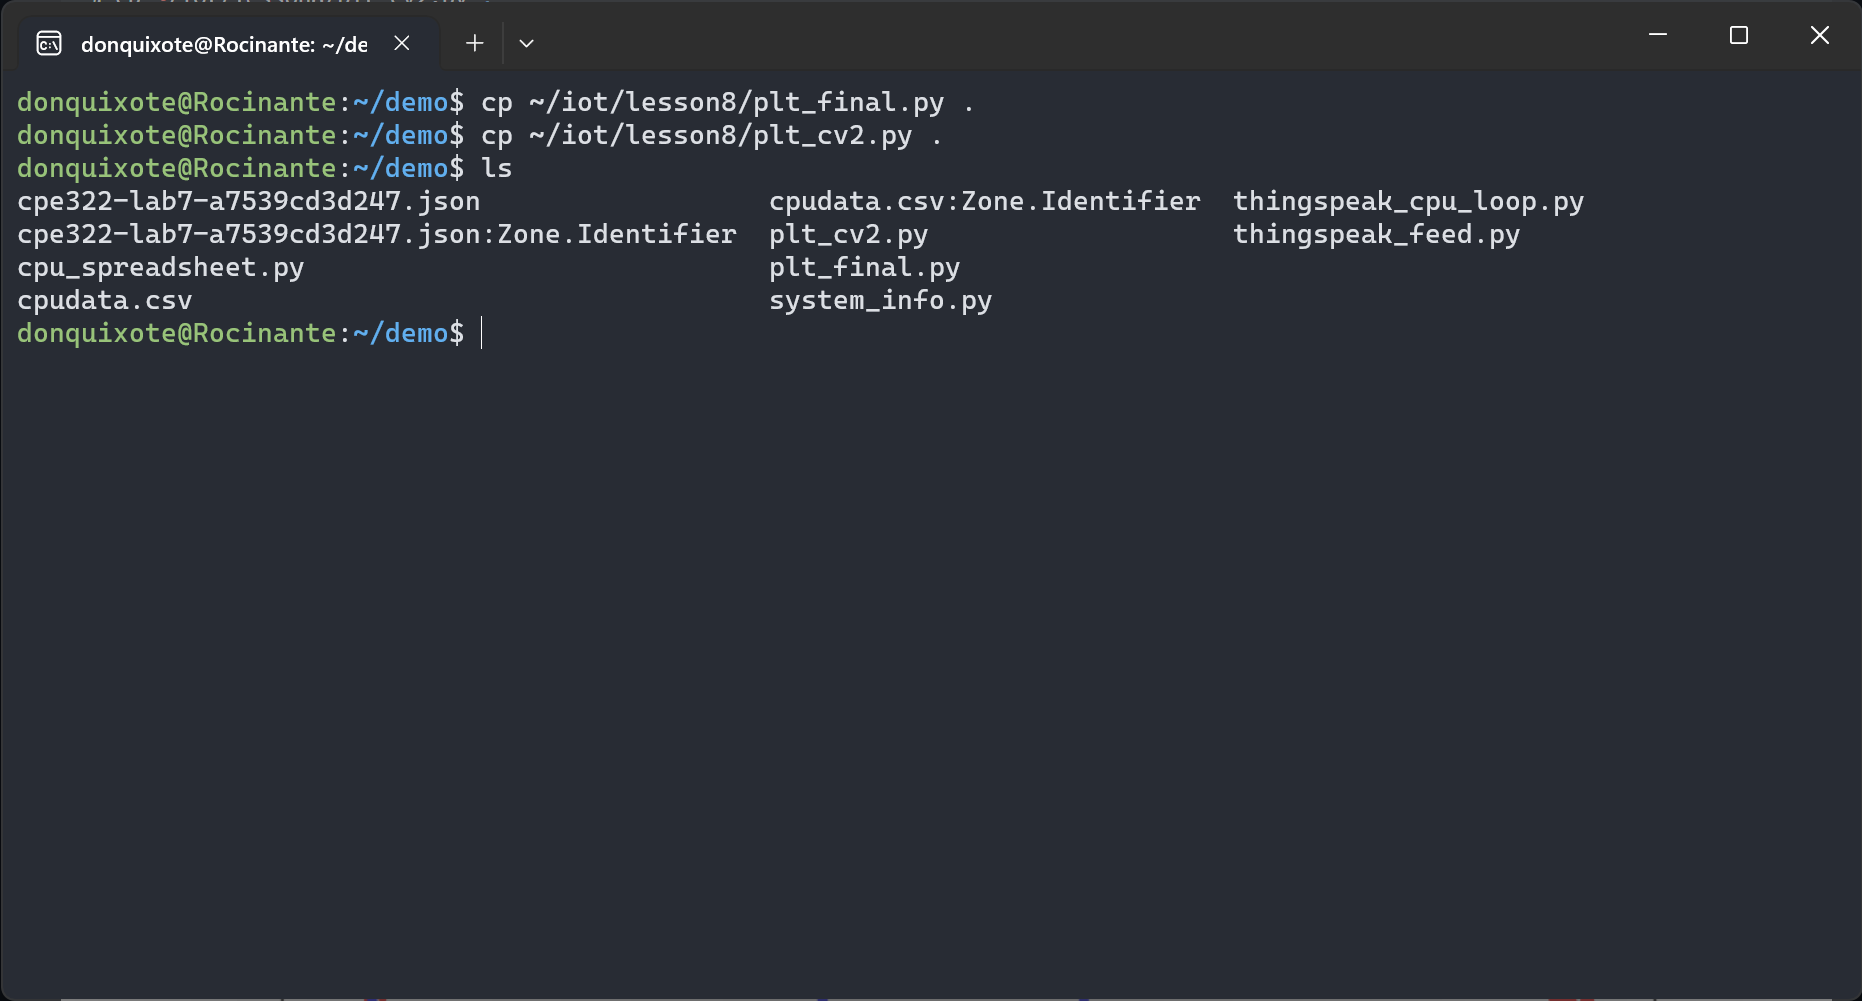 donquixote@Rocinante: ~/de
donquixote@Rocinante:~/demo$ cp ~/iot/lesson8/plt_final.py .
donquixote@Rocinante:~/demo$ cp ~/iot/lesson8/plt_cv2.py .
donquixote@Rocinante:~/demo$ ls
cpe322-lab7-a7539cd3d247.json cpudata.csv:Zone.Identifier thingspeak_cpu_loop.py
cpe322-lab7-a7539cd3d247.json:Zone.Identifier plt_cv2.py thingspeak_feed.py
cpu_spreadsheet.py plt_final.py
cpudata.csv system_info.py
donquixote@Rocinante:~/demo$